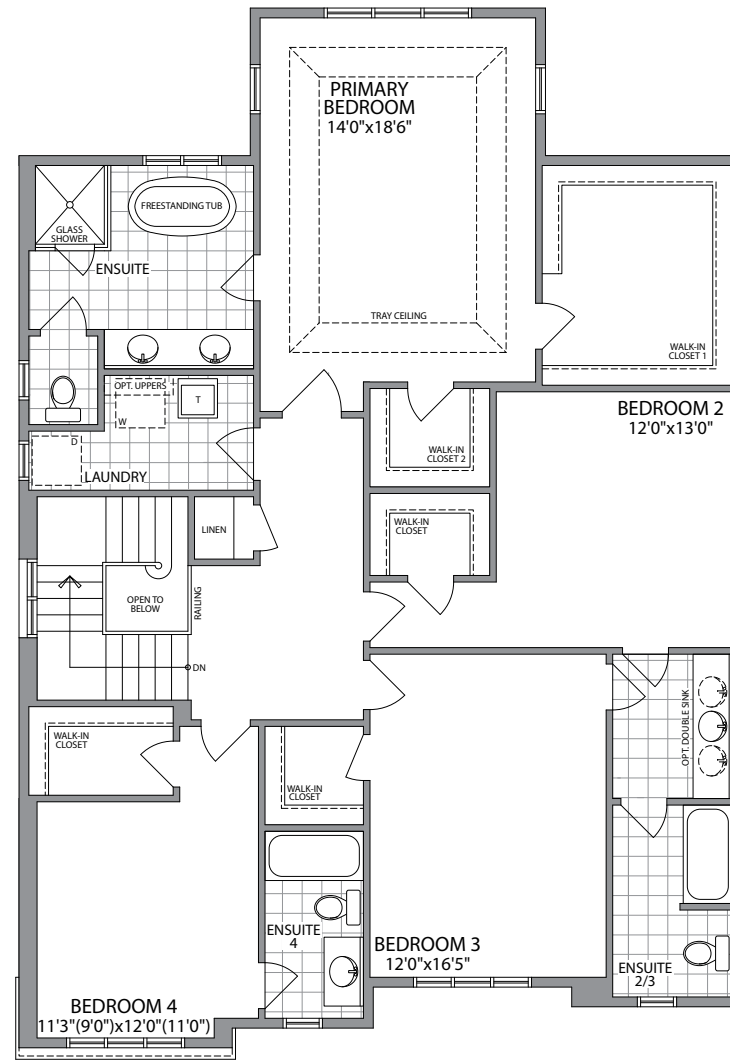 PRIMARY
BEDROOM
14'0"x18'6"
TRAY CEILING
FREESTANDING TUB
GLASS
SHOWER
ENSUITE
WALK-IN
CLOSET 1
OPT. UPPERS
W
T
D
LAUNDRY
WALK-IN
CLOSET 2
BEDROOM 2
12'0"x13'0"
LINEN
WALK-IN
CLOSET
OPEN TO
BELOW
RAILING
DN
OPT. DOUBLE SINK
WALK-IN
CLOSET
WALK-IN
CLOSET
ENSUITE
4
BEDROOM 3
12'0"x16'5"
ENSUITE
2/3
BEDROOM 4
11'3"(9'0")x12'0"(11'0")